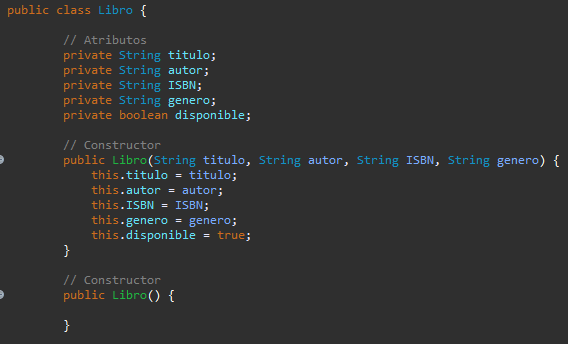 public class Libro {
// Atributos
private String titulo;
private String autor;
private String ISBN;
private String genero;
private boolean disponible;
// Constructor
public Libro(String titulo, String autor, String ISBN, String genero) {
this.titulo = titulo;
this.autor = autor;
this.ISBN = ISBN;
this.genero = genero;
this.disponible = true;
}
// Constructor
public Libro() {
}